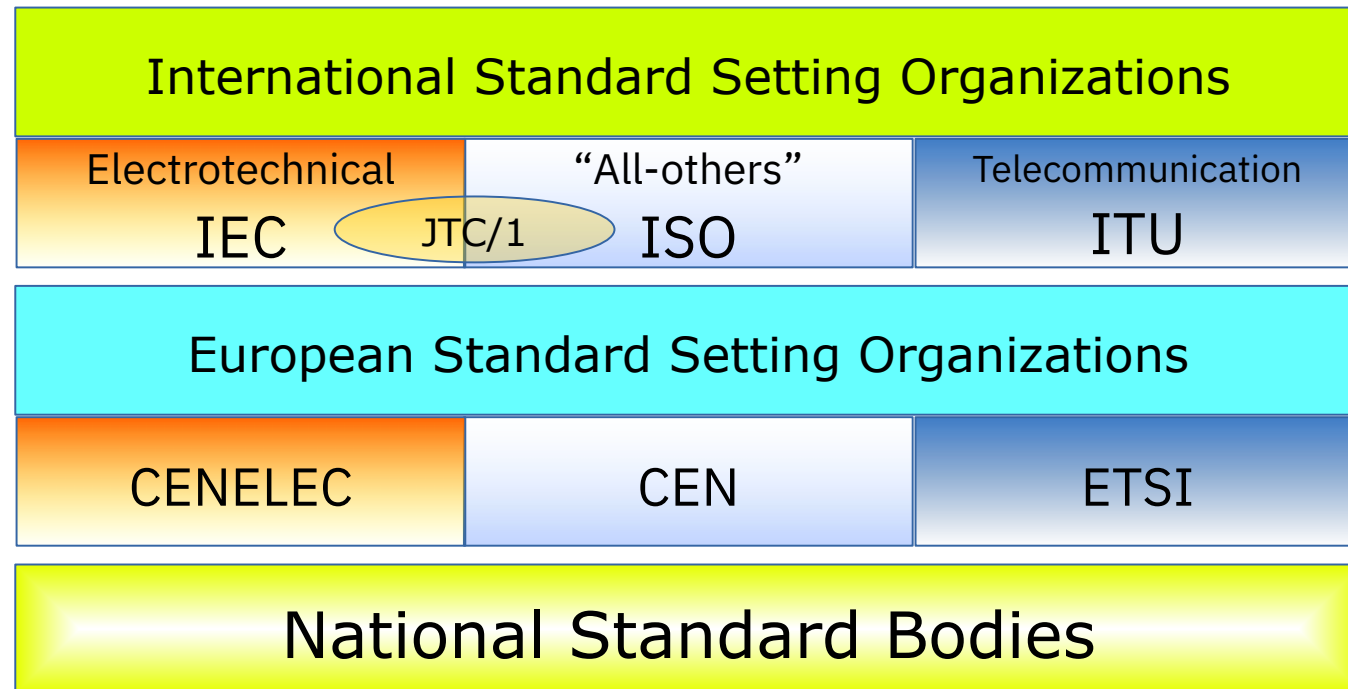 International Standard Setting Organizations
Electrotechnical
IEC
“All-others”
ISO
JTC/1
Telecommunication
ITU
European Standard Setting Organizations
CENELEC
CEN
ETSI
National Standard Bodies